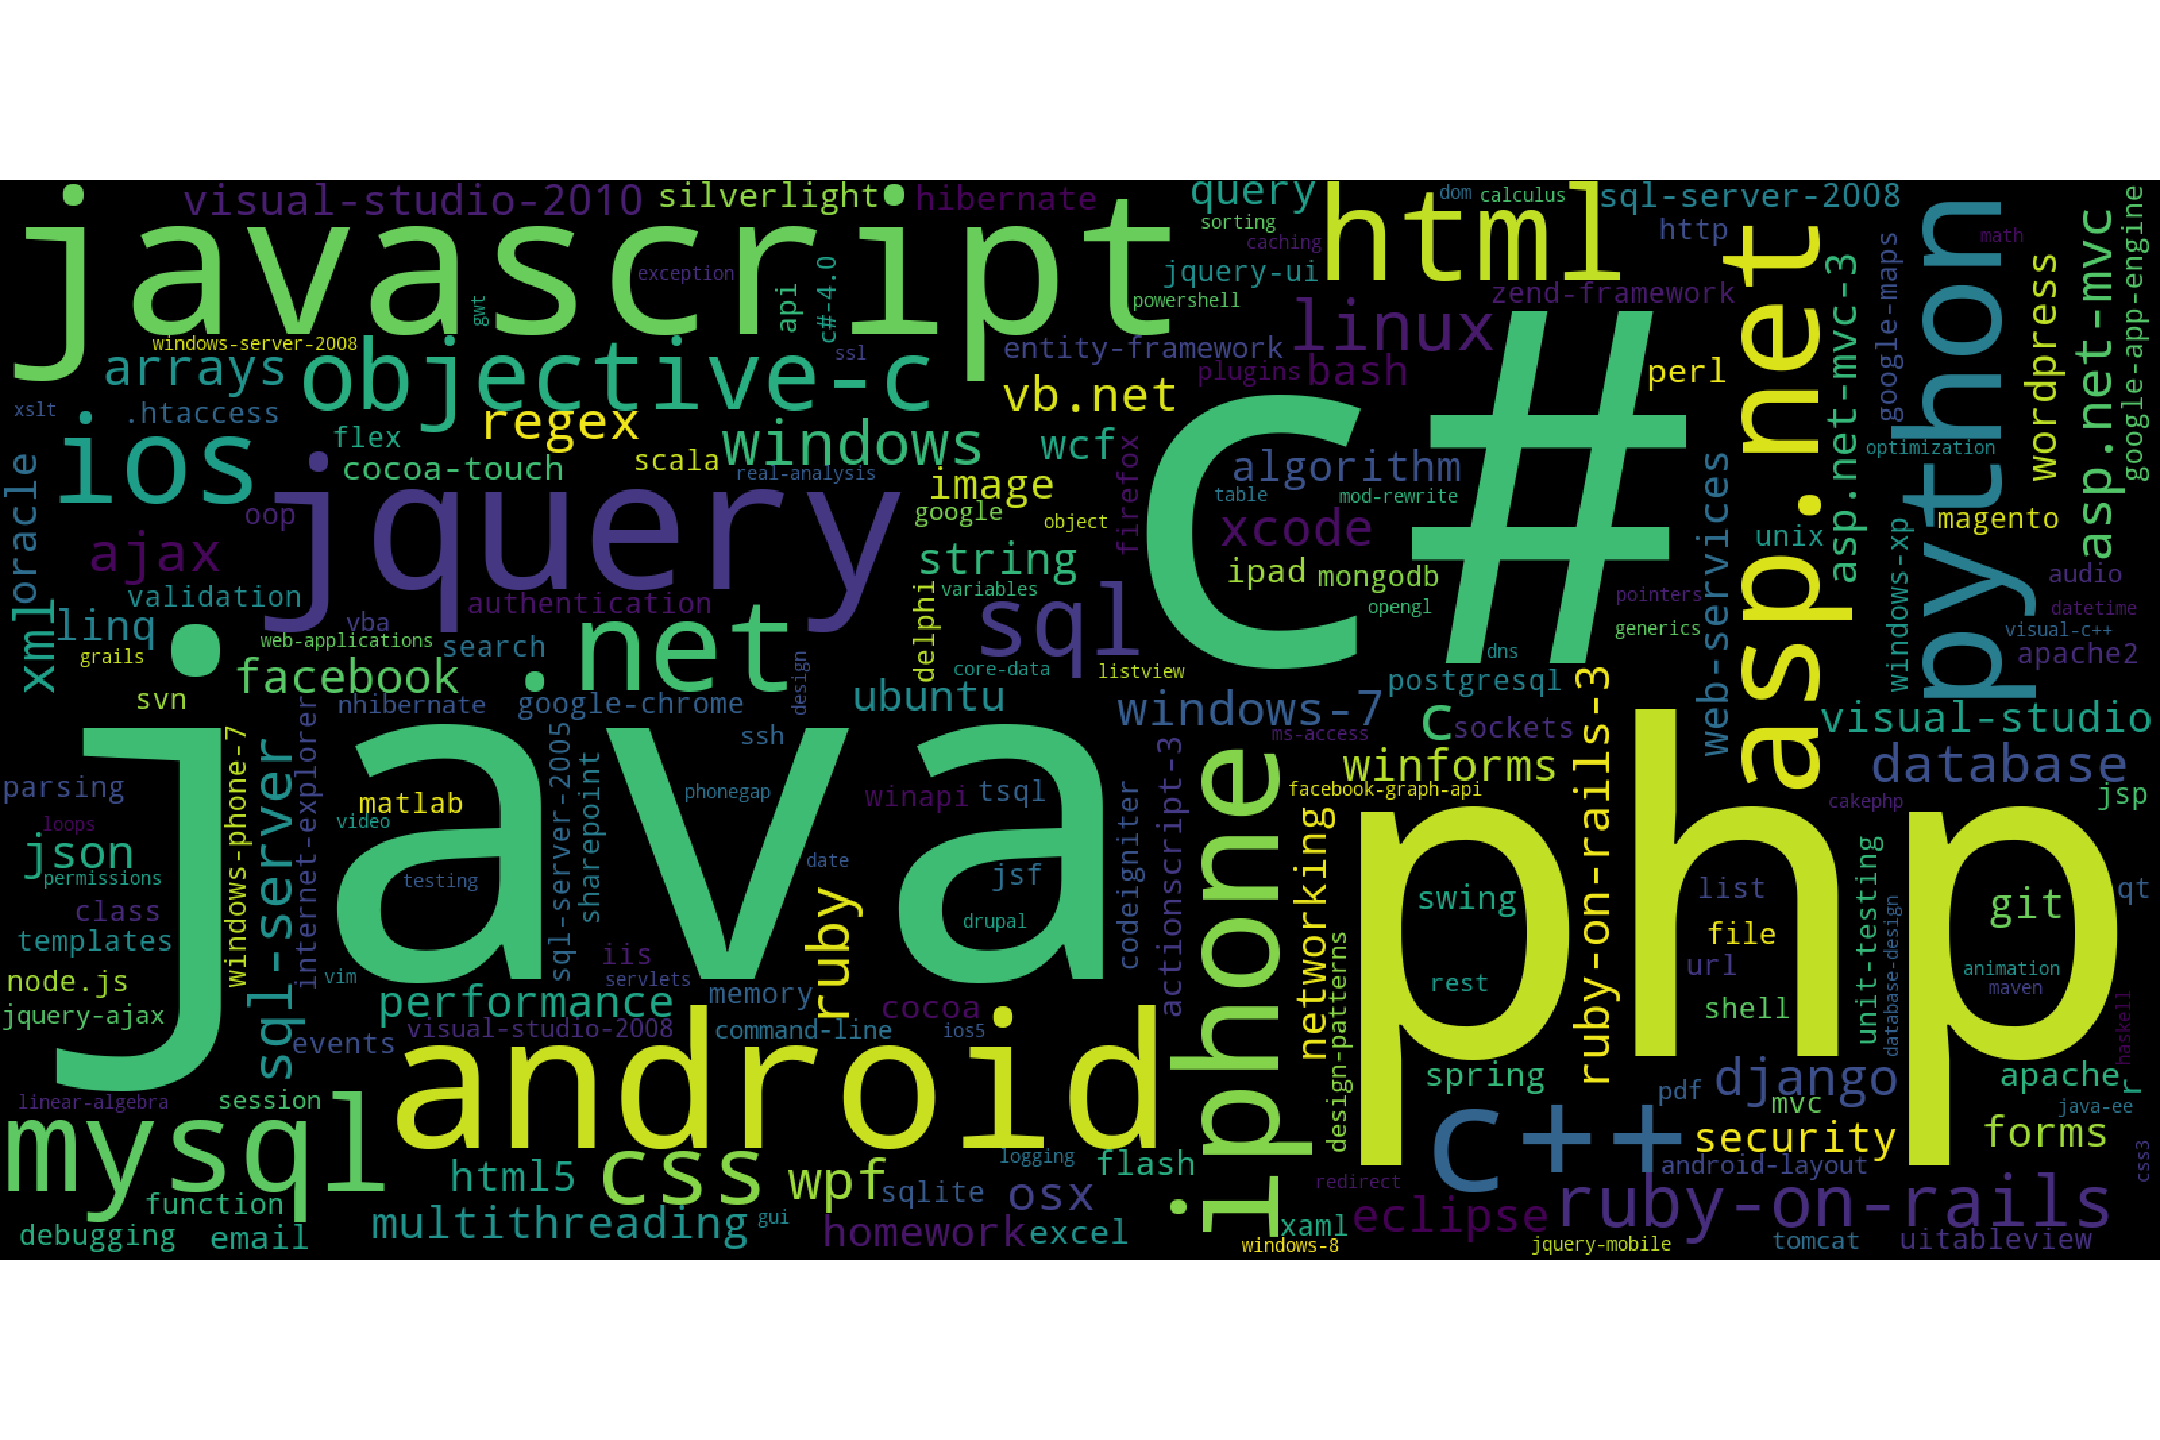 javascript
visual-studio-2010
silverlight
hibernate
query
html
dom
calculus
sql-server-2008
sorting
caching
http
math
jquery-ui
exception
api
c#-4.0
gwt
powershell
zend-framework
asp.net
asp.net-mvc-3
google-maps
python
wordpress
asp.net-mvc
google-app-engine
windows-server-2008
arrays
objective-c
ssl
entity-framework
linux
plugins
bash
perl
c#
xslt
.htaccess
regex
vb.net
ios
flex
cocoa-touch
scala
windows
wcf
real-analysis
algorithm
image
google
object
firefox
table
mod-rewrite
optimization
oracle
oop
jquery
ajax
string
xcode
unix
magento
web-services
windows-xp
validation
authentication
variables
ipad
mongodb
opengl
audio
pointers
datetime
generics
visual-c++
apache2
xml
linq
vba
web-applications
search
.net
delphi
sql
core-data
listview
dns
grails
facebook
svn
nhibernate
google-chrome
design
ubuntu
windows-7
postgresql
c
sockets
visual-studio
java
windows-phone-7
sql-server
internet-explorer
ssh
ms-access
winforms
ruby-on-rails-3
database
parsing
matlab
video
sql-server-2005
sharepoint
phonegap
winapi
tsql
codeigniter
actionscript-3
iphone
facebook-graph-api
networking
php
cakephp
jsp
loops
json
permissions
testing
date
jsf
swing
list
unit-testing
git
qt
class
templates
drupal
file
ruby
iis
servlets
vim
node.js
jquery-ajax
performance
memory
cocoa
rest
url
shell
database-design
animation
maven
haskell
design-patterns
events
visual-studio-2008
command-line
ios5
android
spring
pdf
django
mvc
apache
r
java-ee
linear-algebra
session
mysql
c++
security
forms
css3
html5
css
wpf
logging
flash
android-layout
sqlite
osx
redirect
function
debugging
email
multithreading
gui
homework
excel
xaml
eclipse
ruby-on-rails
windows-8
jquery-mobile
tomcat
uitableview